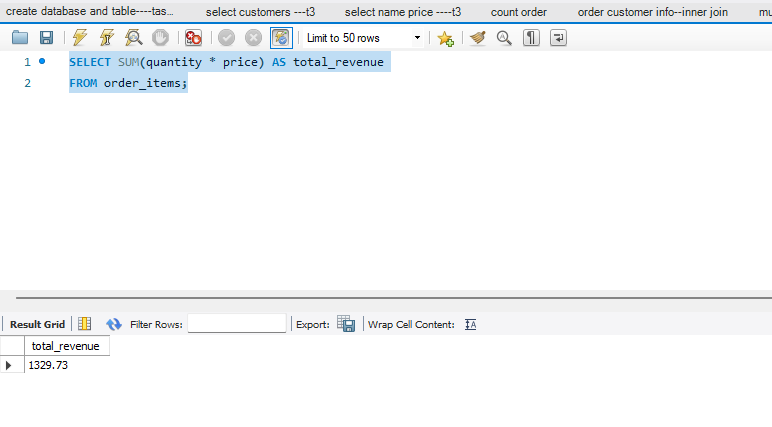 create database and table----tas... select customers ---t3 select name price ----t3 count order order customer info--inner join mu
Limit to 50 rows
1 SELECT SUM(quantity * price) AS total_revenue
2 FROM order_items;
Result Grid Filter Rows: Export: Wrap Cell Content: IA
total_revenue
1329.73